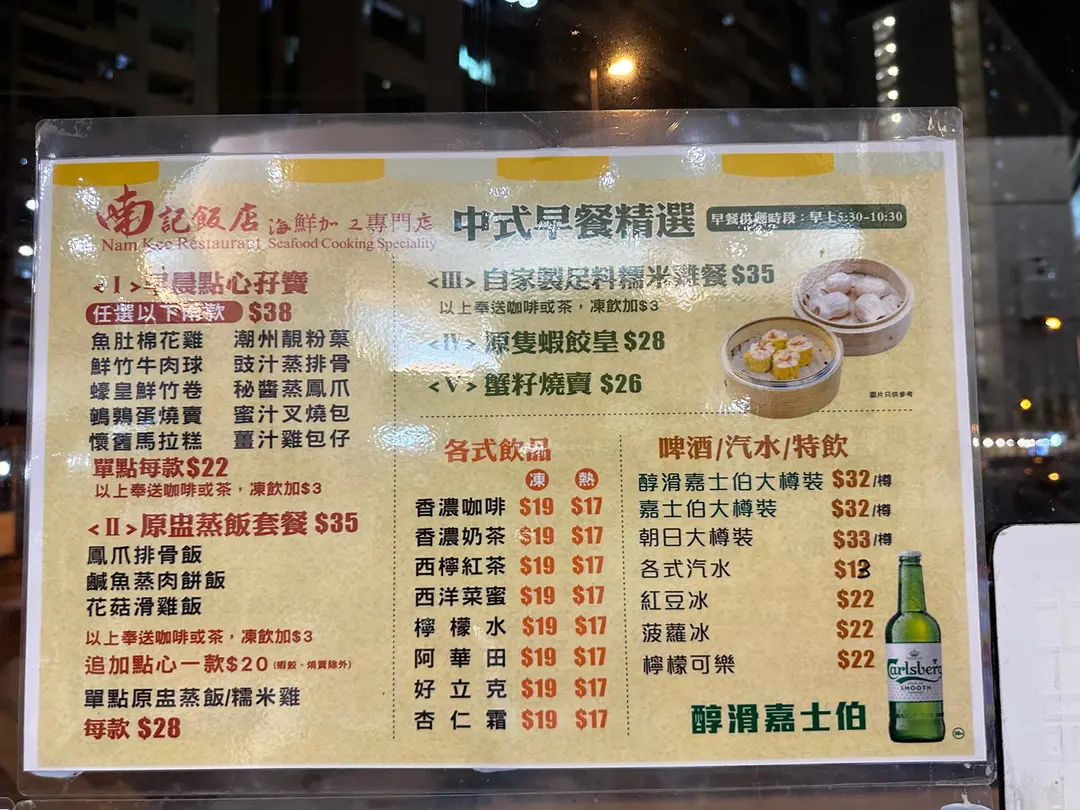 南記飯店 海鮮加工專門店
Nam Kee Restaurant Seafood Cooking Speciality
中式早餐精選
早餐供應時段：早上5:30-10:30
<I>早晨點心孖寶
任選以下兩款 $38
魚肚棉花雞 潮州靚粉菓
鮮竹牛肉球 豉汁蒸排骨
蠔皇鮮竹卷 秘醬蒸鳳爪
鵪鶉蛋燒賣 蜜汁叉燒包
懷舊馬拉糕 薑汁雞包仔
單點每款$22
以上奉送咖啡或茶，凍飲加$3
<II>原盅蒸飯套餐 $35
鳳爪排骨飯
鹹魚蒸肉餅飯
花菇滑雞飯
以上奉送咖啡或茶，凍飲加$3
追加點心一款$20 (蝦餃、燒賣除外)
單點原盅蒸飯/糯米雞
每款 $28
<III>自家製足料糯米雞餐 $35
以上奉送咖啡或茶，凍飲加$3
<IV>原隻蝦餃皇 $28
<V>蟹籽燒賣 $26
圖片只供參考
各式飲品
凍 熱
香濃咖啡 $19 $17
香濃奶茶 $19 $17
西檸紅茶 $19 $17
西洋菜蜜 $19 $17
檸檬水 $19 $17
阿華田 $19 $17
好立克 $19 $17
杏仁霜 $19 $17
啤酒/汽水/特飲
醇滑嘉士伯大樽裝 $32/樽
嘉士伯大樽裝 $32/樽
朝日大樽裝 $33/樽
各式汽水 $13
紅豆冰 $22
菠蘿冰 $22
檸檬可樂 $22
醇滑嘉士伯
Carlsberg
SMOOTH
18+